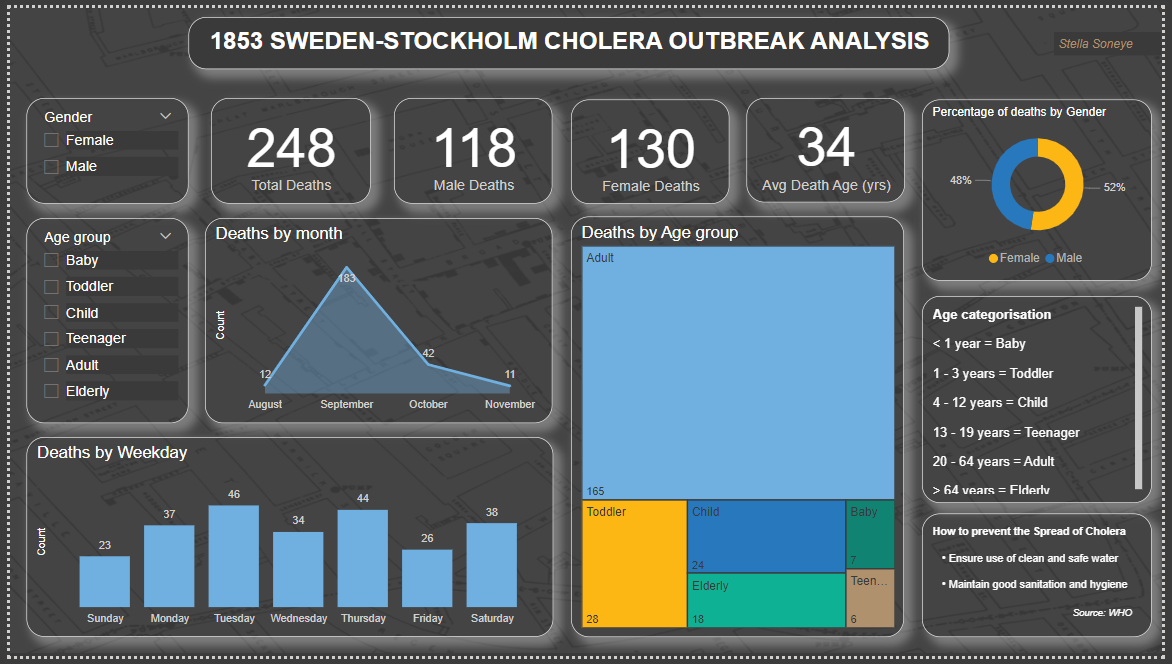 1853 SWEDEN-STOCKHOLM CHOLERA OUTBREAK ANALYSIS
Stella Soneye
Gender
Female
Male
248
Total Deaths
118
Male Deaths
130
Female Deaths
34
Avg Death Age (yrs)
Percentage of deaths by Gender
48%
52%
Female Male
Age group
Baby
Toddler
Child
Teenager
Adult
Elderly
Deaths by month
Count
183
12
42
11
August September October November
Deaths by Age group
Adult
165
Toddler
28
Child
24
Elderly
18
Baby
7
Teen...
6
Age categorisation
< 1 year = Baby
1 - 3 years = Toddler
4 - 12 years = Child
13 - 19 years = Teenager
20 - 64 years = Adult
> 64 years = Elderly
Deaths by Weekday
Count
23 37 46 34 44 26 38
Sunday Monday Tuesday Wednesday Thursday Friday Saturday
How to prevent the Spread of Cholera
• Ensure use of clean and safe water
• Maintain good sanitation and hygiene
Source: WHO